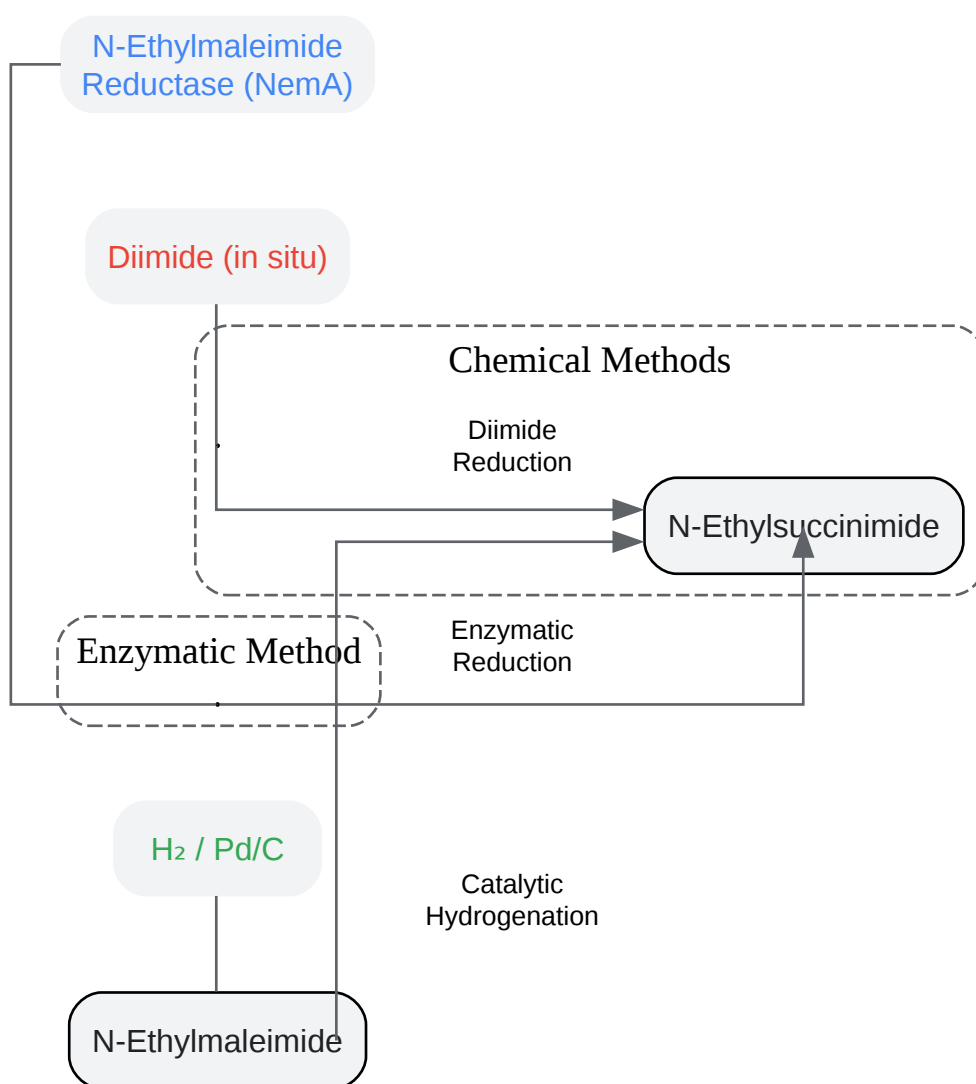 N-Ethylmaleimide
Reductase (NemA)
Diimide (in situ)
Chemical Methods
Diimide
Reduction
N-Ethylsuccinimide
Enzymatic Method
Enzymatic
Reduction
H₂ / Pd/C
Catalytic
Hydrogenation
N-Ethylmaleimide